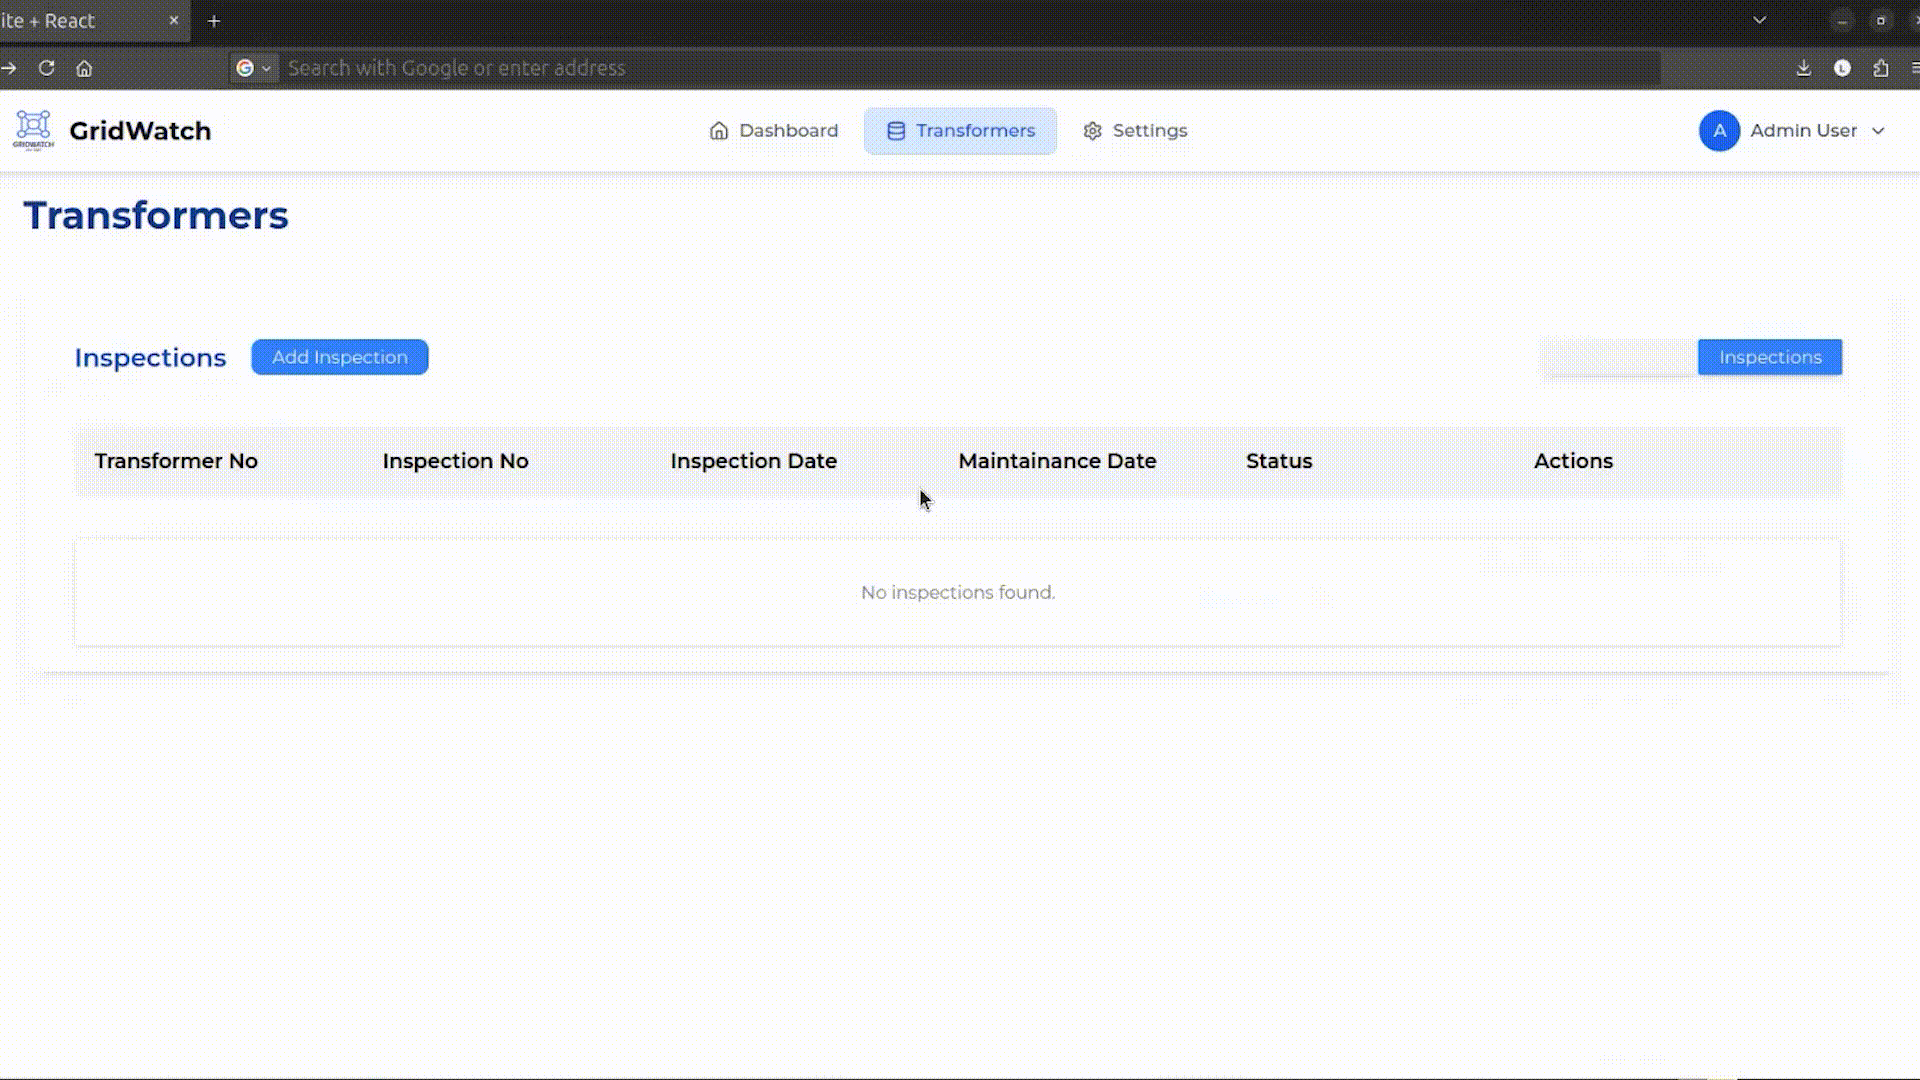 ite + React
Search with Google or enter address
GRIDWATCH
GridWatch
Dashboard
Transformers
Settings
A
Admin User
Transformers
Inspections
Add Inspection
Inspections
Transformer No
Inspection No
Inspection Date
Maintainance Date
Status
Actions
No inspections found.